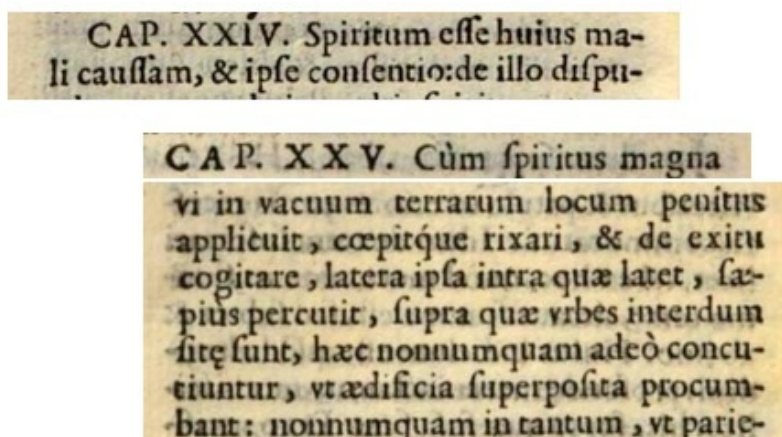 CAP. XXIV. Spiritum eſſe huius ma-
li cauſſam, & ipſe conſentio: de illo diſpu-
CAP. XXV. Cùm ſpiritus magna
vi in vacuum terrarum locum penitus
applicuit, cœpitq́ue rixari, & de exitu
cogitare, latera ipſa intra quæ latet, ſæ-
pius percutit, ſupra quæ vrbes interdum
ſitę ſunt, hæc nonnumquam adeò concu-
tiuntur, vt ædificia ſuperpoſita procum-
bant: nonnumquam in tantum, vt parie-